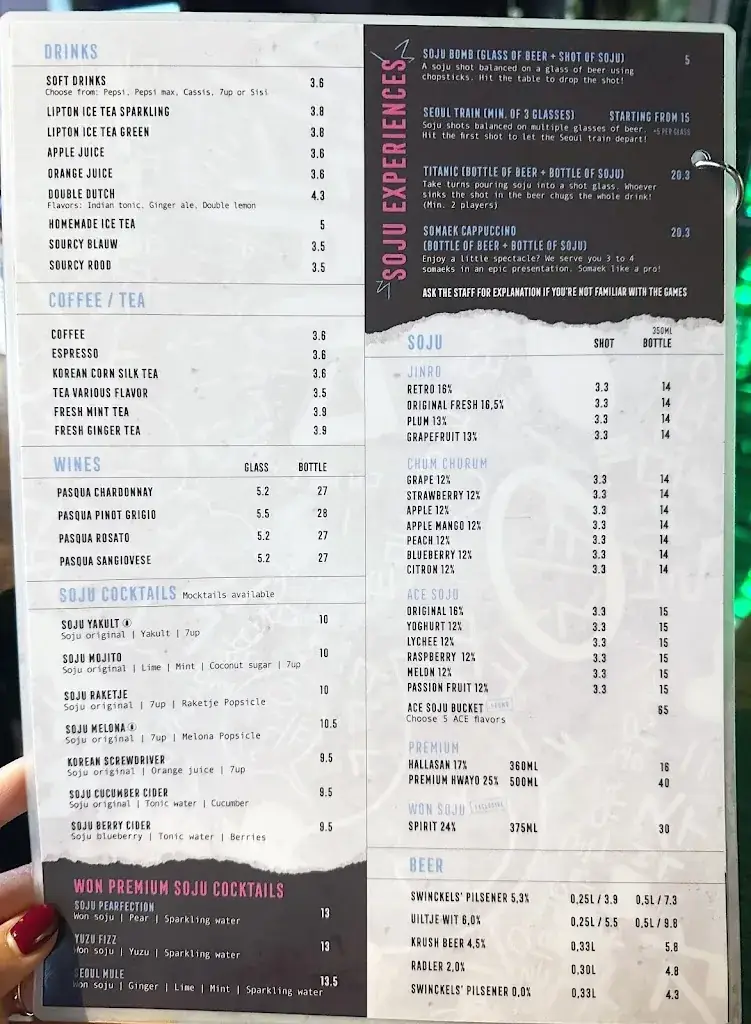 DRINKS
SOFT DRINKS 3.6
Choose from: Pepsi, Pepsi max, Cassis, 7up or Sisi
LIPTON ICE TEA SPARKLING 3.8
LIPTON ICE TEA GREEN 3.8
APPLE JUICE 3.6
ORANGE JUICE 3.6
DOUBLE DUTCH 4.3
Flavors: Indian tonic, Ginger ale, Double lemon
HOMEMADE ICE TEA 5
SOURCY BLAUW 3.5
SOURCY ROOD 3.5
COFFEE / TEA
COFFEE 3.6
ESPRESSO 3.6
KOREAN CORN SILK TEA 3.6
TEA VARIOUS FLAVOR 3.5
FRESH MINT TEA 3.9
FRESH GINGER TEA 3.9
WINES GLASS BOTTLE
PASQUA CHARDONNAY 5.2 27
PASQUA PINOT GRIGIO 5.5 28
PASQUA ROSATO 5.2 27
PASQUA SANGIOVESE 5.2 27
SOJU COCKTAILS Mocktails available
SOJU YAKULT 10
Soju original | Yakult | 7up
SOJU MOJITO 10
Soju original | Lime | Mint | Coconut sugar | 7up
SOJU RAKETJE 10
Soju original | 7up | Raketje Popsicle
SOJU MELONA 10.5
Soju original | 7up | Melona Popsicle
KOREAN SCREWDRIVER 9.5
Soju original | Orange juice | 7up
SOJU CUCUMBER CIDER 9.5
Soju original | Tonic water | Cucumber
SOJU BERRY CIDER 9.5
Soju blueberry | Tonic water | Berries
WON PREMIUM SOJU COCKTAILS
SOJU PEARFECTION 13
Won soju | Pear | Sparkling water
YUZU FIZZ 13
Won soju | Yuzu | Sparkling water
SEOUL MULE 13.5
Won soju | Ginger | Lime | Mint | Sparkling water
SOJU EXPERIENCES
SOJU BOMB (GLASS OF BEER + SHOT OF SOJU) 5
A soju shot balanced on a glass of beer using
chopsticks. Hit the table to drop the shot!
SEOUL TRAIN (MIN. OF 3 GLASSES) STARTING FROM 15
Soju shots balanced on multiple glasses of beer. +5 PER GLASS
Hit the first shot to let the Seoul train depart!
TITANIC (BOTTLE OF BEER + BOTTLE OF SOJU) 20.3
Take turns pouring soju into a shot glass. Whoever
sinks the shot in the beer chugs the whole drink!
(Min. 2 players)
SOMAEK CAPPUCCINO 20.3
(BOTTLE OF BEER + BOTTLE OF SOJU)
Enjoy a little spectacle? We serve you 3 to 4
somaeks in an epic presentation. Somaek like a pro!
ASK THE STAFF FOR EXPLANATION IF YOU'RE NOT FAMILIAR WITH THE GAMES
350ML
SOJU SHOT BOTTLE
JINRO
RETRO 16% 3.3 14
ORIGINAL FRESH 16,5% 3.3 14
PLUM 13% 3.3 14
GRAPEFRUIT 13% 3.3 14
CHUM CHURUM
GRAPE 12% 3.3 14
STRAWBERRY 12% 3.3 14
APPLE 12% 3.3 14
APPLE MANGO 12% 3.3 14
PEACH 12% 3.3 14
BLUEBERRY 12% 3.3 14
CITRON 12% 3.3 14
ACE SOJU
ORIGINAL 16% 3.3 15
YOGHURT 12% 3.3 15
LYCHEE 12% 3.3 15
RASPBERRY 12% 3.3 15
MELON 12% 3.3 15
PASSION FRUIT 12% 3.3 15
ACE SOJU BUCKET 65
Choose 5 ACE flavors
PREMIUM
HALLASAN 17% 360ML 16
PREMIUM HWAYO 25% 500ML 40
WON SOJU
SPIRIT 24% 375ML 30
BEER
SWINCKELS' PILSENER 5,3% 0,25L / 3.9 0,5L / 7.3
UILTJE WIT 6,0% 0,25L / 5.5 0,5L / 9.8
KRUSH BEER 4,5% 0,33L 5.8
RADLER 2,0% 0,30L 4.8
SWINCKELS' PILSENER 0,0% 0,33L 4.3